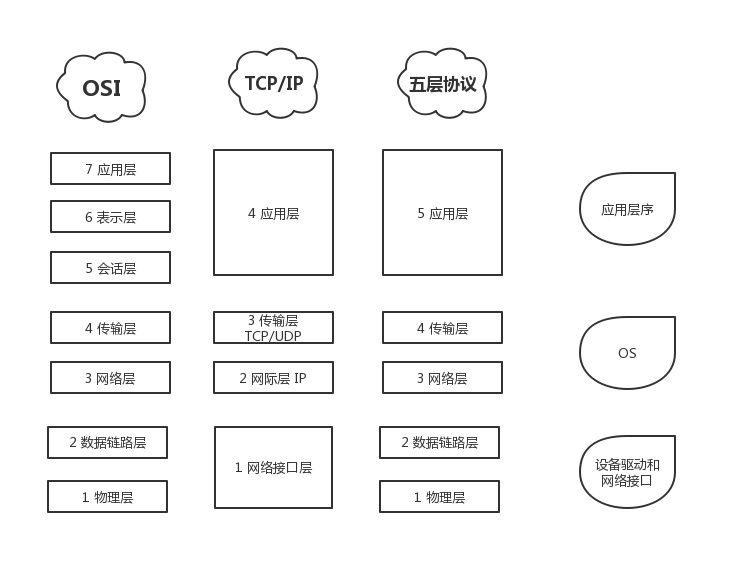 OSI
TCP/IP
五层协议
7 应用层
6 表示层
5 会话层
4 应用层
5 应用层
应用层序
4 传输层
3 传输层
TCP/UDP
4 传输层
3 网络层
2 网际层 IP
3 网络层
OS
2 数据链路层
1 物理层
1 网络接口层
2 数据链路层
1 物理层
设备驱动和
网络接口